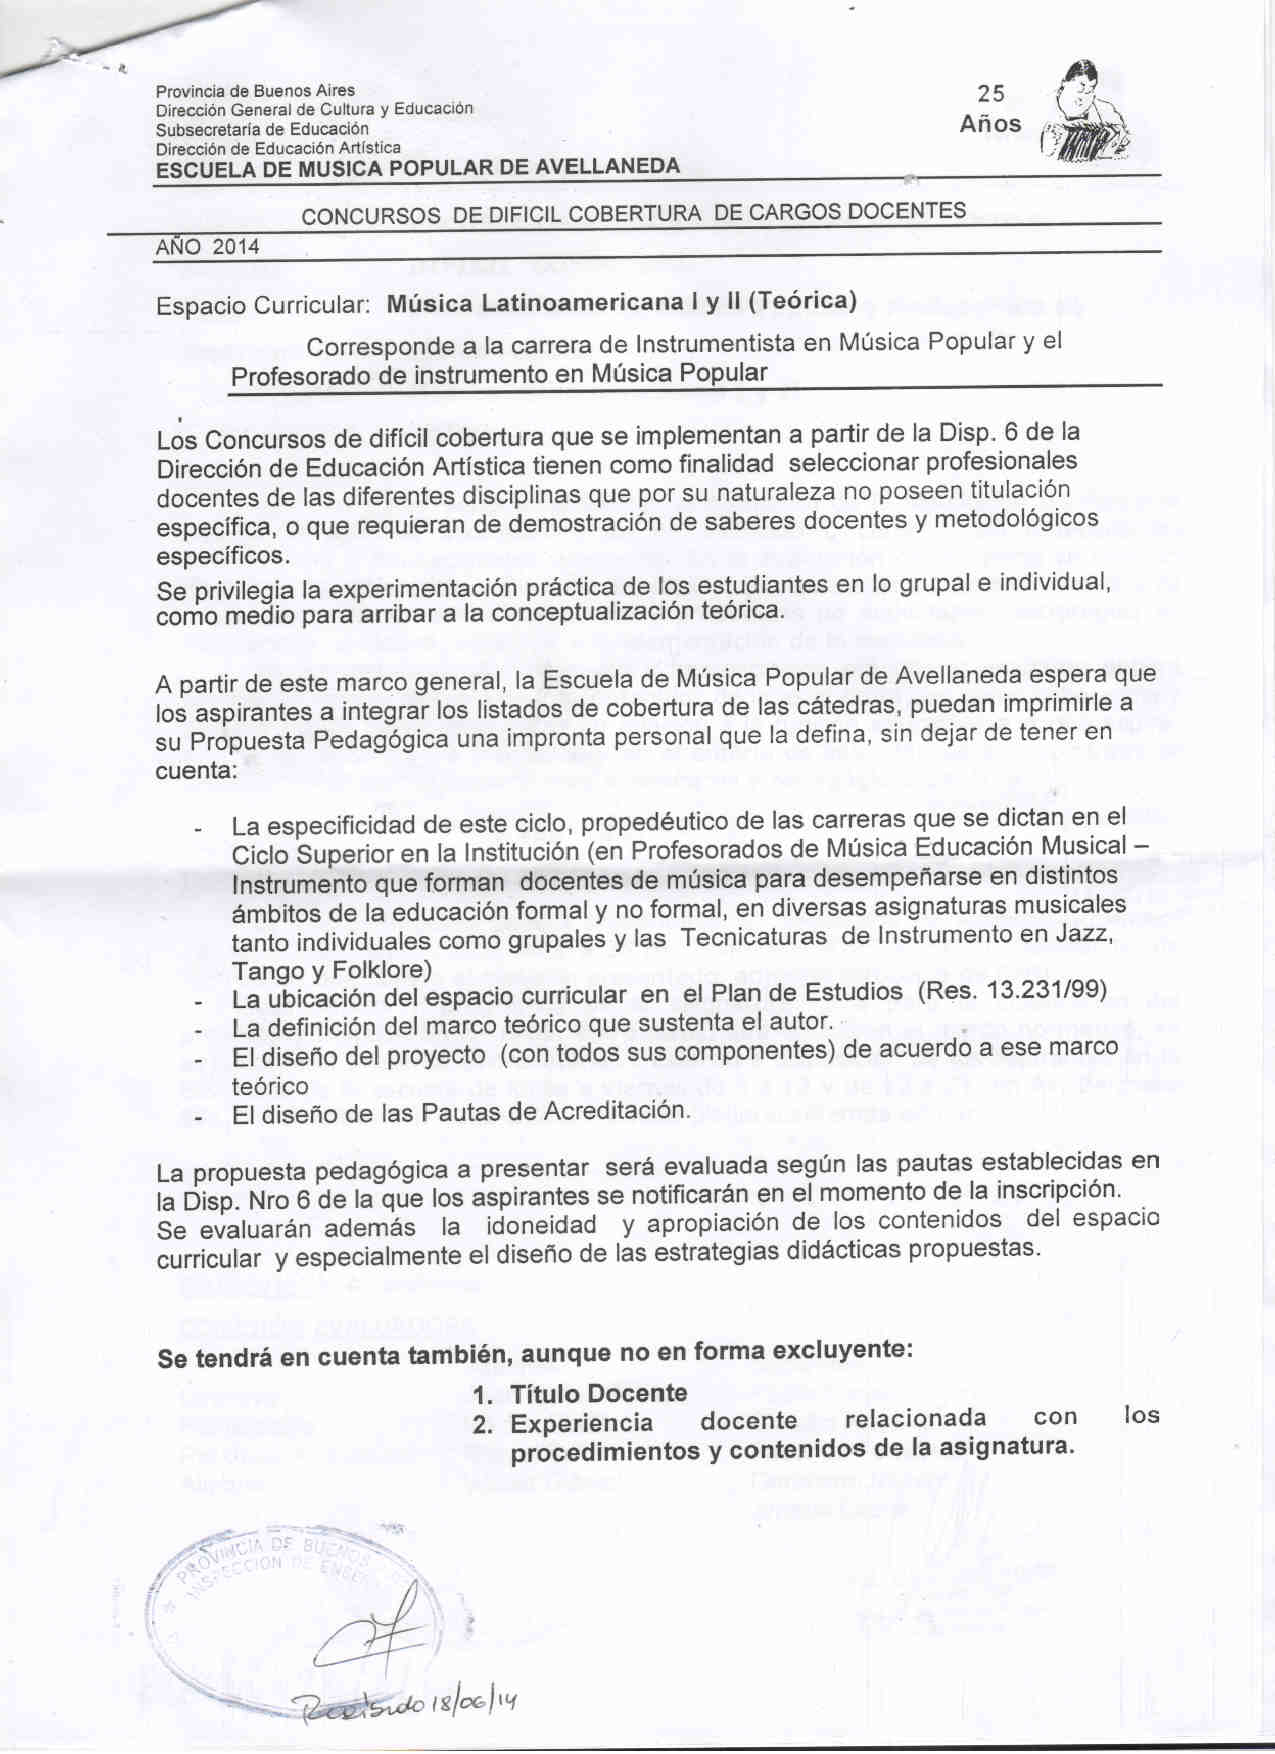 Provincia de Buenos Aires
Dirección General de Cultura y Educación
Subsecretaría de Educación
Dirección de Educación Artística
ESCUELA DE MUSICA POPULAR DE AVELLANEDA
25
Años
CONCURSOS DE DIFICIL COBERTURA DE CARGOS DOCENTES
AÑO 2014
Espacio Curricular: Música Latinoamericana I y II (Teórica)
Corresponde a la carrera de Instrumentista en Música Popular y el
Profesorado de instrumento en Música Popular
Los Concursos de difícil cobertura que se implementan a partir de la Disp. 6 de la
Dirección de Educación Artística tienen como finalidad seleccionar profesionales
docentes de las diferentes disciplinas que por su naturaleza no poseen titulación
específica, o que requieran de demostración de saberes docentes y metodológicos
específicos.
Se privilegia la experimentación práctica de los estudiantes en lo grupal e individual,
como medio para arribar a la conceptualización teórica.
A partir de este marco general, la Escuela de Música Popular de Avellaneda espera que
los aspirantes a integrar los listados de cobertura de las cátedras, puedan imprimirle a
su Propuesta Pedagógica una impronta personal que la defina, sin dejar de tener en
cuenta:
- La especificidad de este ciclo, propedéutico de las carreras que se dictan en el
Ciclo Superior en la Institución (en Profesorados de Música Educación Musical –
Instrumento que forman docentes de música para desempeñarse en distintos
ámbitos de la educación formal y no formal, en diversas asignaturas musicales
tanto individuales como grupales y las Tecnicaturas de Instrumento en Jazz,
Tango y Folklore)
- La ubicación del espacio curricular en el Plan de Estudios (Res. 13.231/99)
- La definición del marco teórico que sustenta el autor.
- El diseño del proyecto (con todos sus componentes) de acuerdo a ese marco
teórico
- El diseño de las Pautas de Acreditación.
La propuesta pedagógica a presentar será evaluada según las pautas establecidas en
la Disp. Nro 6 de la que los aspirantes se notificarán en el momento de la inscripción.
Se evaluarán además la idoneidad y apropiación de los contenidos del espacio
curricular y especialmente el diseño de las estrategias didácticas propuestas.
Se tendrá en cuenta también, aunque no en forma excluyente:
1. Título Docente
2. Experiencia docente relacionada con los
procedimientos y contenidos de la asignatura.
PROVINCIA DE BUENOS
INSPECCION DE
Recibido 18/06/14